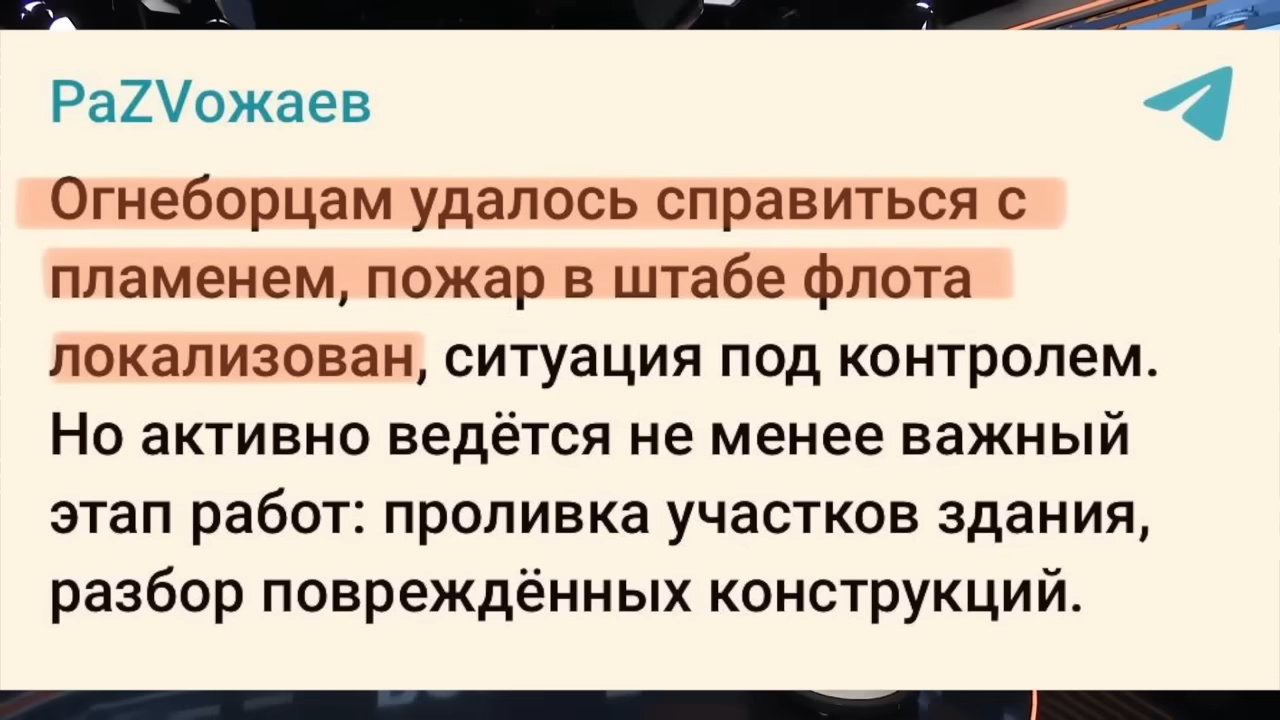 РаZVожаев
Огнеборцам удалось справиться с
пламенем, пожар в штабе флота
локализован, ситуация под контролем.
Но активно ведётся не менее важный
этап работ: проливка участков здания,
разбор повреждённых конструкций.